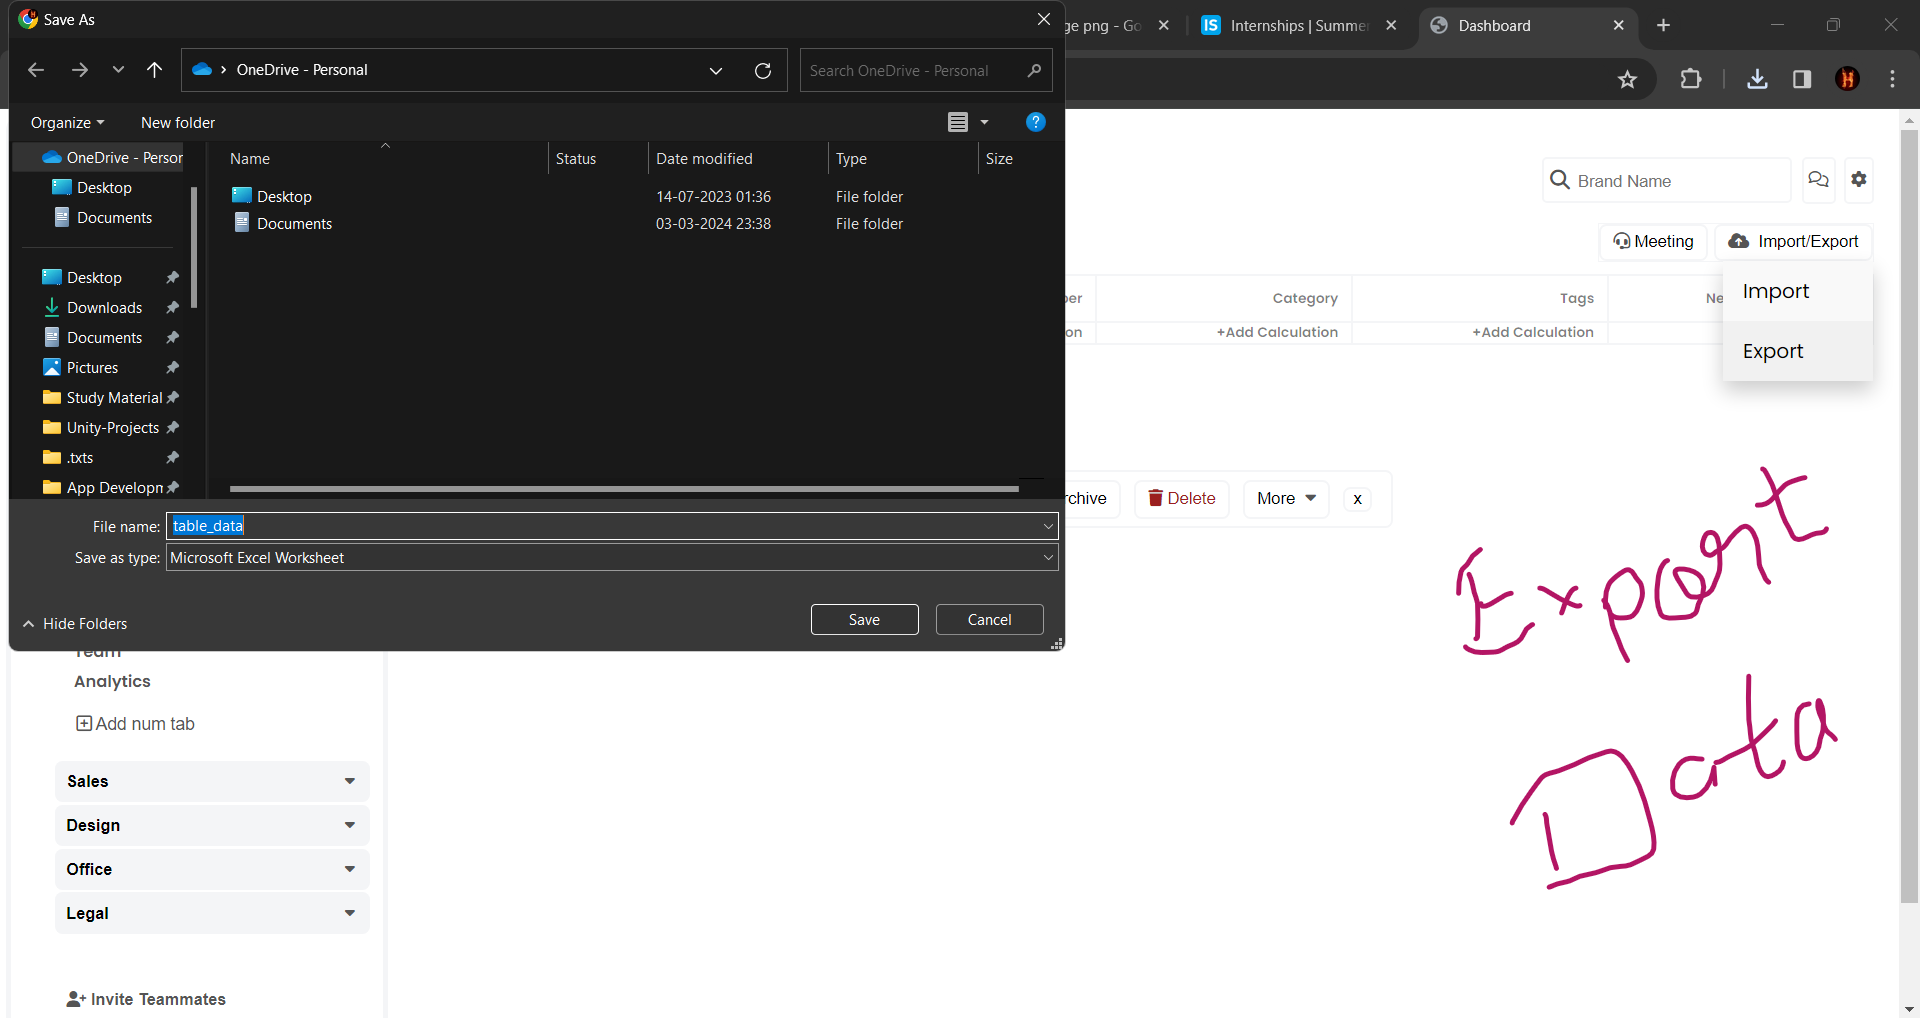 Save As
ge png - Go
Internships | Summer
Dashboard
OneDrive - Personal
Search OneDrive - Personal
Organize
New folder
OneDrive - Persor
Desktop
Documents
Desktop
Downloads
Documents
Pictures
Study Material
Unity-Projects
.txts
App Developm
Name Status Date modified Type Size
Desktop 14-07-2023 01:36 File folder
Documents 03-03-2024 23:38 File folder
File name: table_data
Save as type: Microsoft Excel Worksheet
Hide Folders
Save
Cancel
Brand Name
Meeting
Import/Export
Import
Export
ber Category Tags Ne
on +Add Calculation +Add Calculation
rchive
Delete
More
x
Export
Data
Team
Analytics
Add num tab
Sales
Design
Office
Legal
Invite Teammates